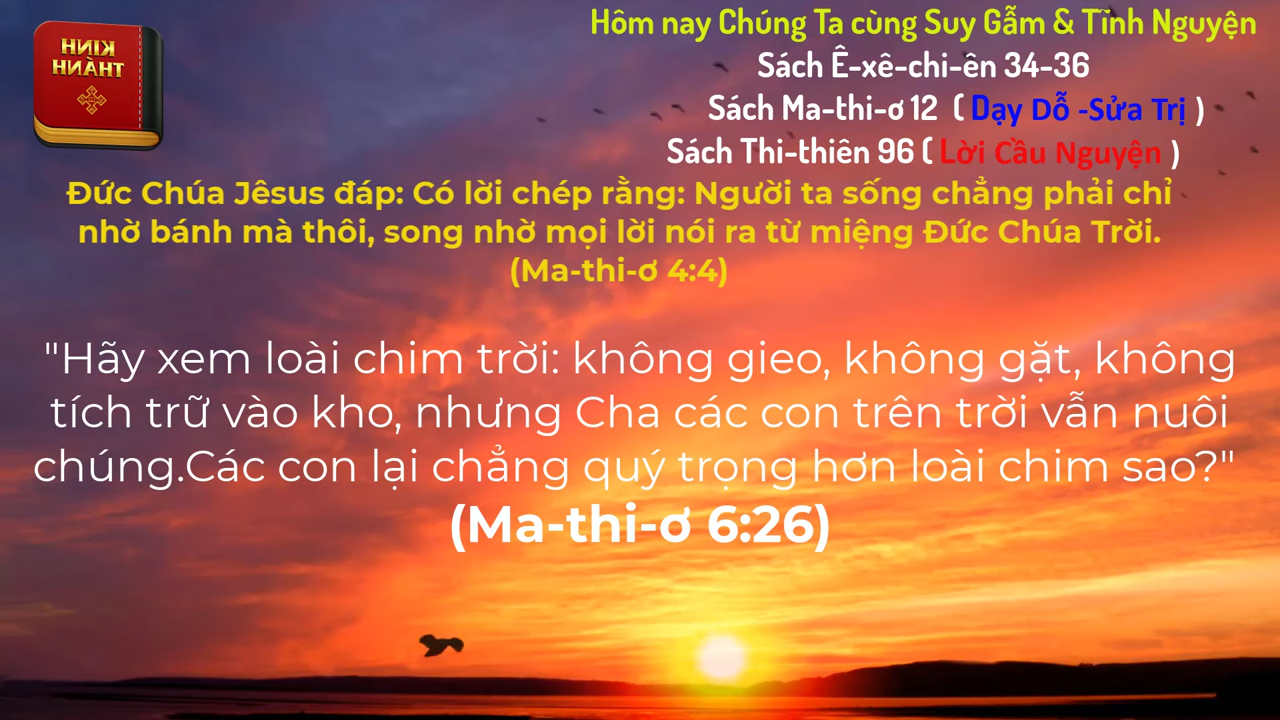 KINH
THÀNH
Hôm nay Chúng Ta cùng Suy Gẫm & Tĩnh Nguyện
Sách Ê-xê-chi-ên 34-36
Sách Ma-thi-ơ 12 ( Dạy Dỗ -Sửa Trị )
Sách Thi-thiên 96 ( Lời Cầu Nguyện )
Đức Chúa Jêsus đáp: Có lời chép rằng: Người ta sống chẳng phải chỉ
nhờ bánh mà thôi, song nhờ mọi lời nói ra từ miệng Đức Chúa Trời.
(Ma-thi-ơ 4:4)
"Hãy xem loài chim trời: không gieo, không gặt, không
tích trữ vào kho, nhưng Cha các con trên trời vẫn nuôi
chúng.Các con lại chẳng quý trọng hơn loài chim sao?"
(Ma-thi-ơ 6:26)